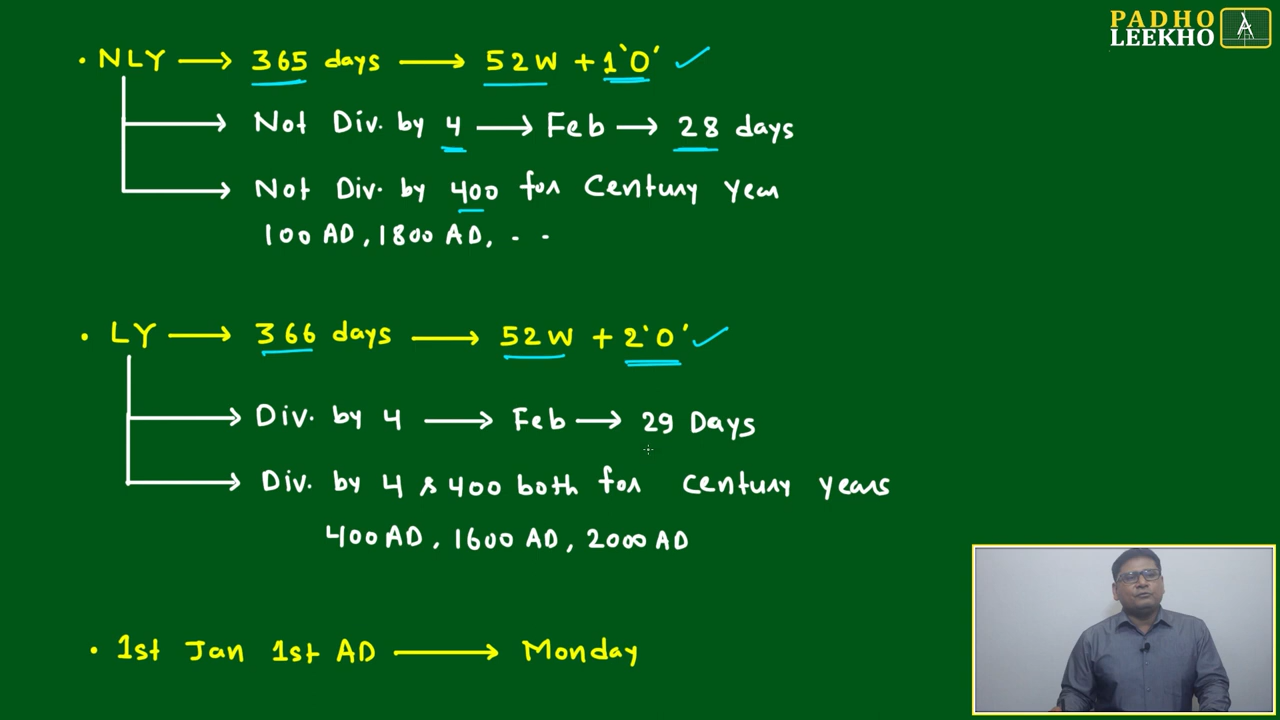 PADHO
LEEKHO
• NLY → 365 days → 52W + 1'0' ✓
→ Not Div. by 4 → Feb → 28 days
→ Not Div. by 400 for Century Year
100 AD, 1800 AD, - -
• LY → 366 days → 52W + 2'0' ✓
→ Div. by 4 → Feb → 29 Days
→ Div. by 4 & 400 both for century years
400 AD, 1600 AD, 2000 AD
• 1st Jan 1st AD → Monday